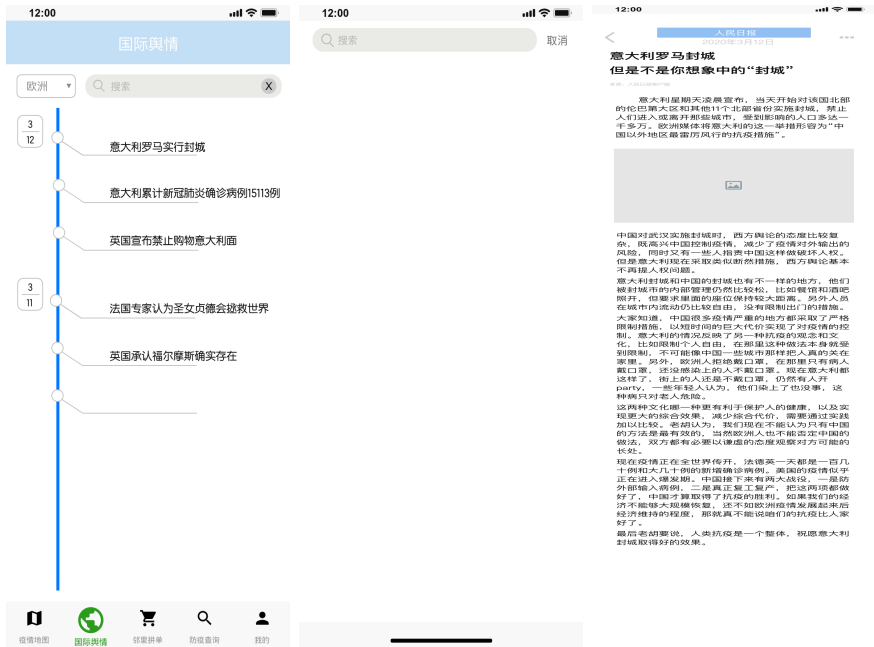 12:00
国际舆情
欧洲
搜索
X
3
12
意大利罗马实行封城
意大利累计新冠肺炎确诊病例15113例
英国宣布禁止购物意大利面
3
11
法国专家认为圣女贞德会拯救世界
英国承认福尔摩斯确实存在
疫情地图
国际舆情
邻里拼单
防疫查询
我的
12:00
搜索
取消
12:00
人民日报
2020年3月12日
意大利罗马封城
但是不是你想象中的“封城”
意大利星期天凌晨宣布，当天开始对该国北部
的伦巴第大区和其他11个北部省份实施封城，禁止
人们进入或离开那些城市，受到影响的人口多达一
千多万。欧洲媒体将意大利的这一举措形容为“中
国以外地区最雷厉风行的抗疫措施”。
中国对武汉实施封城时，西方舆论的态度比较复
杂，既高兴中国控制疫情，减少了疫情对外输出的
风险，同时又有一些人指责中国这样做破坏人权。
但是意大利现在采取类似断然措施，西方舆论基本
不再提人权问题。
意大利封城和中国的封城也有不一样的地方，他们
被封城市的内部管理仍然比较松，比如餐馆和酒吧
照开，但要求里面的座位保持较大距离。另外人员
在城市内流动仍比较自由，没有限制出门的措施。
大家知道，中国很多疫情严重的地方都采取了严格
限制措施，以短时间的巨大代价实现了对疫情的控
制。意大利的情况反映了另一种抗疫的观念和文
化，比如限制个人自由，在那里这种做法本身就受
到限制，不可能像中国一些城市那样把人真的关在
家里。另外，欧洲人拒绝戴口罩，在那里只有病人
戴口罩，还没感染上的人不戴口罩。现在意大利都
这样了，街上的人还是不戴口罩，仍然有人开
party，一些年轻人认为，他们染上了也没事，这
种病只对老人危险。
这两种文化哪一种更有利于保护人的健康，以及实
现更大的综合效果，减少综合代价，需要通过实践
加以比较。老胡认为，我们现在不能认为只有中国
的方法是最有效的，当然欧洲人也不能否定中国的
做法，双方都有必要以谦虚的态度观察对方可能的
长处。
现在疫情正在全世界传开，法德英一天都是一百几
十例和大几十例的新增确诊病例。美国的疫情似乎
正在进入爆发期。中国接下来有两大战役，一是防
外部输入病例，二是真正复工复产，把这两项都做
好了，中国才算取得了抗疫的胜利。如果我们的经
济不能够大规模恢复，还不如欧洲疫情发展起来后
经济维持的程度，那就真不能说咱们的抗疫比人家
好了。
最后老胡要说，人类抗疫是一个整体，祝愿意大利
封城取得好的效果。